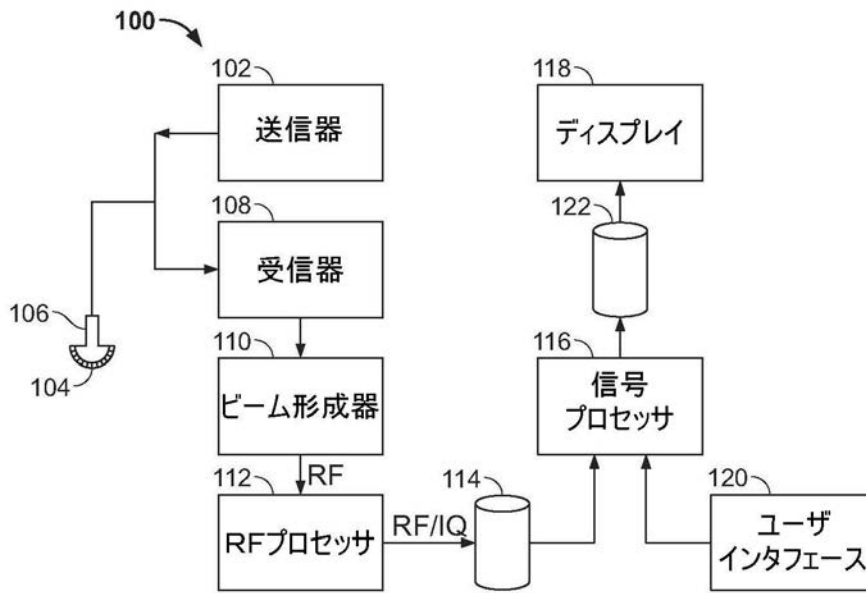 100
102
送信器
108
受信器
106
104
110
ビーム形成器
RF
112
RFプロセッサ
RF/IQ
114
118
ディスプレイ
122
116
信号
プロセッサ
120
ユーザ
インタフェース